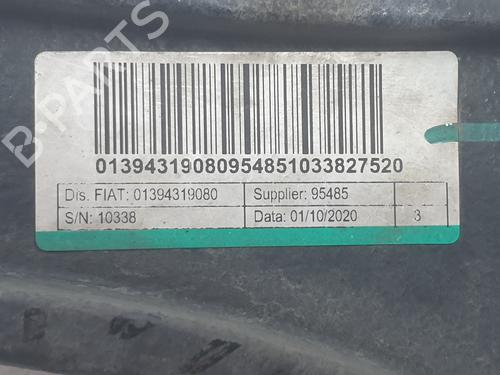 B-PARTS
01394319080954851033827520
Dis. FIAT: 01394319080
Supplier: 95485
S/N: 10338
Data: 01/10/2020
3